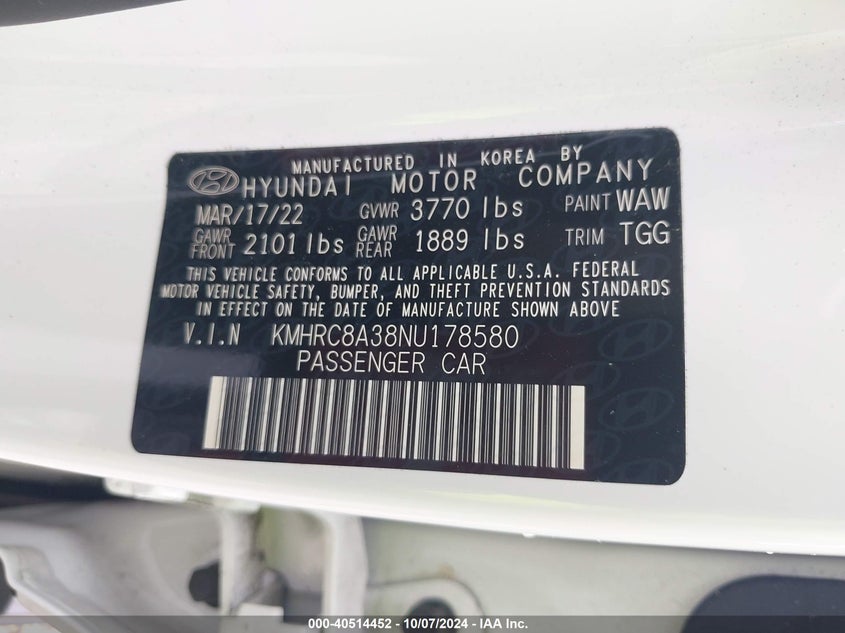 MANUFACTURED IN KOREA BY
HYUNDAI MOTOR COMPANY
MAR/17/22 GVWR 3770 lbs PAINT WAW
GAWR FRONT 2101 lbs GAWR REAR 1889 lbs TRIM TGG
THIS VEHICLE CONFORMS TO ALL APPLICABLE U.S.A. FEDERAL
MOTOR VEHICLE SAFETY, BUMPER, AND THEFT PREVENTION STANDARDS
IN EFFECT ON THE DATE OF MANUFACTURE SHOWN ABOVE
V.I.N KMHRC8A38NU178580
PASSENGER CAR
000-40514452 - 10/07/2024 - IAA Inc.